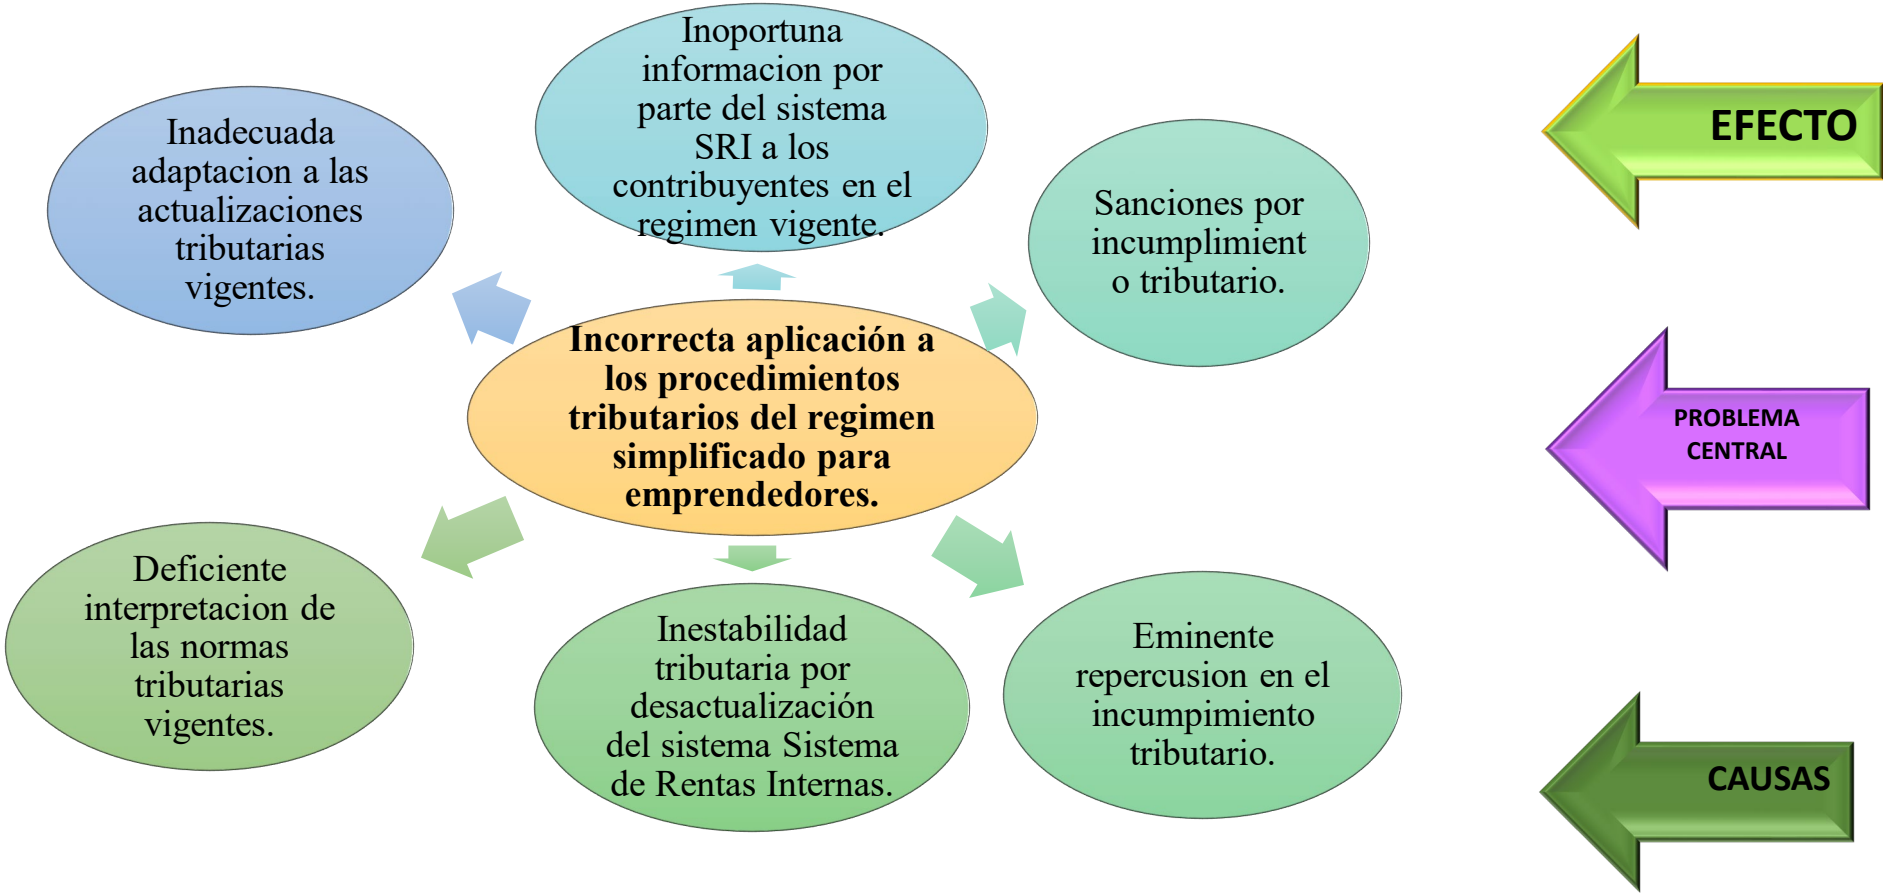 Inoportuna
informacion por
parte del sistema
SRI a los
contribuyentes en el
regimen vigente.
Inadecuada
adaptacion a las
actualizaciones
tributarias
vigentes.
Sanciones por
incumplimient
o tributario.
EFECTO
Incorrecta aplicación a
los procedimientos
tributarios del regimen
simplificado para
emprendedores.
PROBLEMA
CENTRAL
Deficiente
interpretacion de
las normas
tributarias
vigentes.
Inestabilidad
tributaria por
desactualización
del sistema Sistema
de Rentas Internas.
Eminente
repercusion en el
incumpimiento
tributario.
CAUSAS